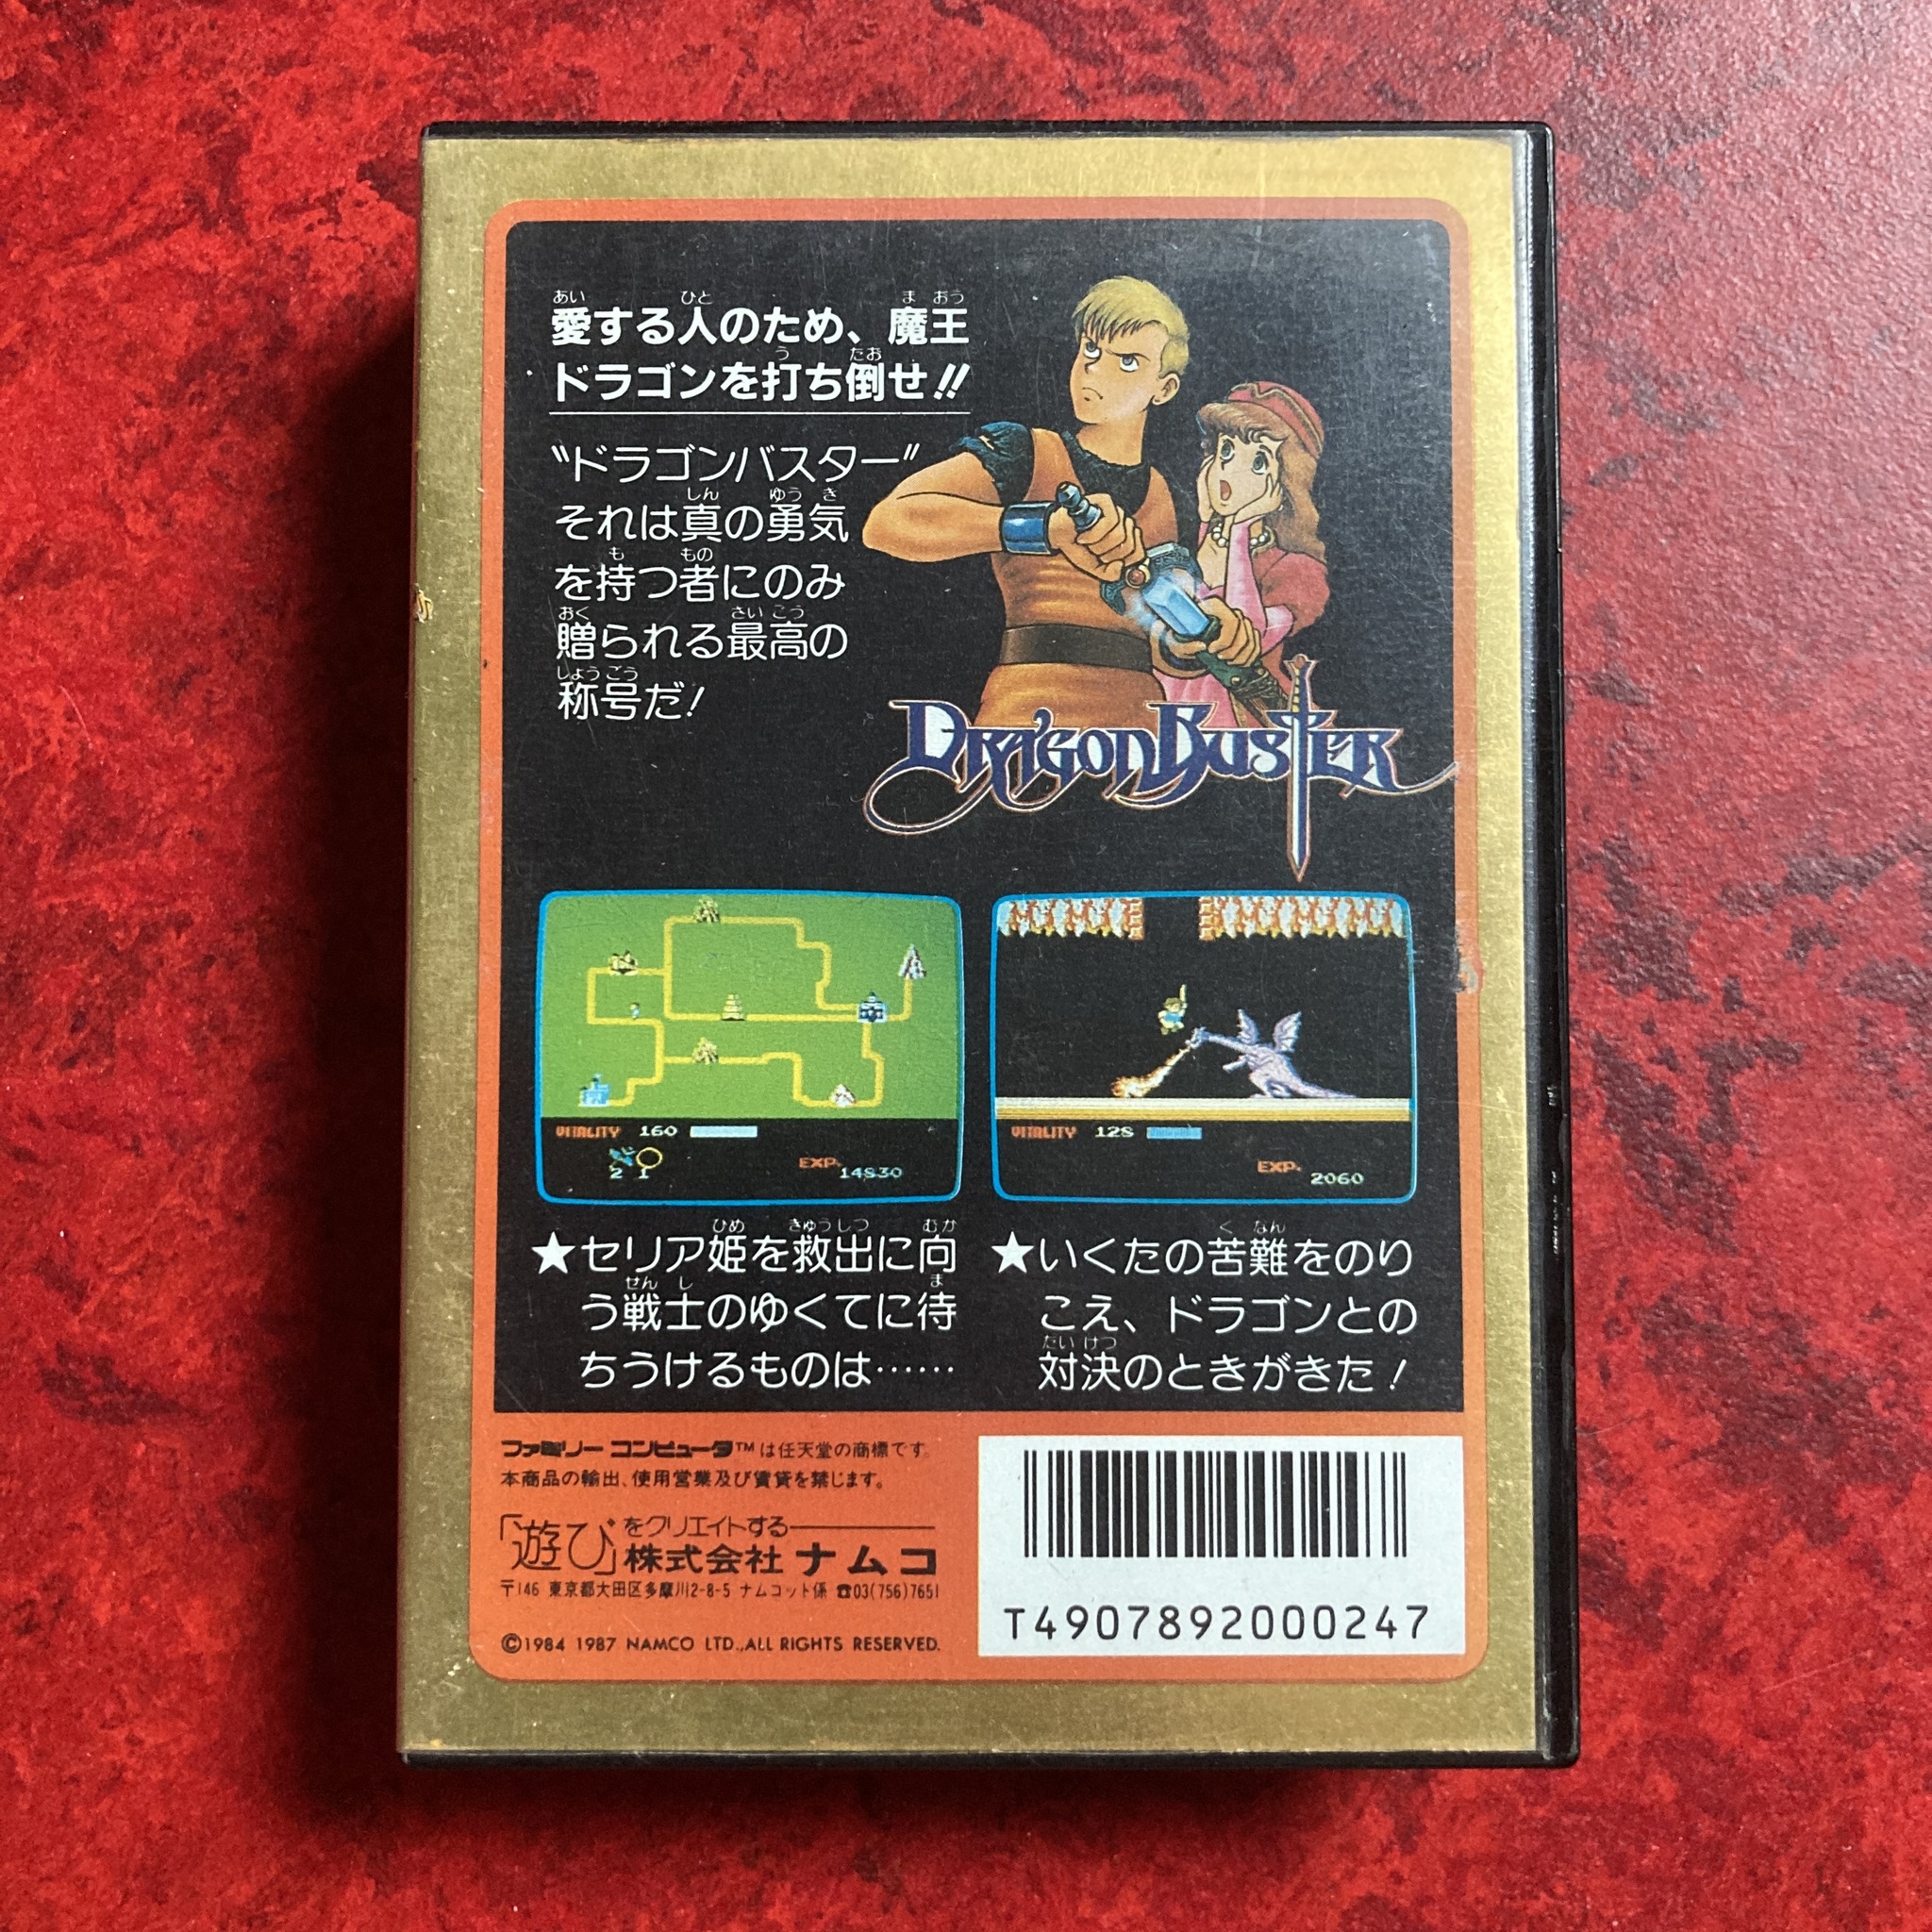 愛する人のため、魔王
ドラゴンを打ち倒せ!!
"ドラゴンバスター"
それは真の勇気
を持つ者にのみ
贈られる最高の
称号だ!
DRAGON BUSTER
VITALITY 160
2 1
EXP. 14830
VITALITY 128
EXP. 2060
★セリア姫を救出に向
う戦士のゆくてに待
ちうけるものは……
★いくたの苦難をのり
こえ、ドラゴンとの
対決のときがきた!
ファミリーコンピュータ™は任天堂の商標です。
本商品の輸出、使用営業及び賃貸を禁じます。
「遊び」をクリエイトする
株式会社ナムコ
〒146 東京都大田区多摩川2-8-5 ナムコット係 ☎03(756)7651
©1984 1987 NAMCO LTD.,ALL RIGHTS RESERVED.
T4907892000247